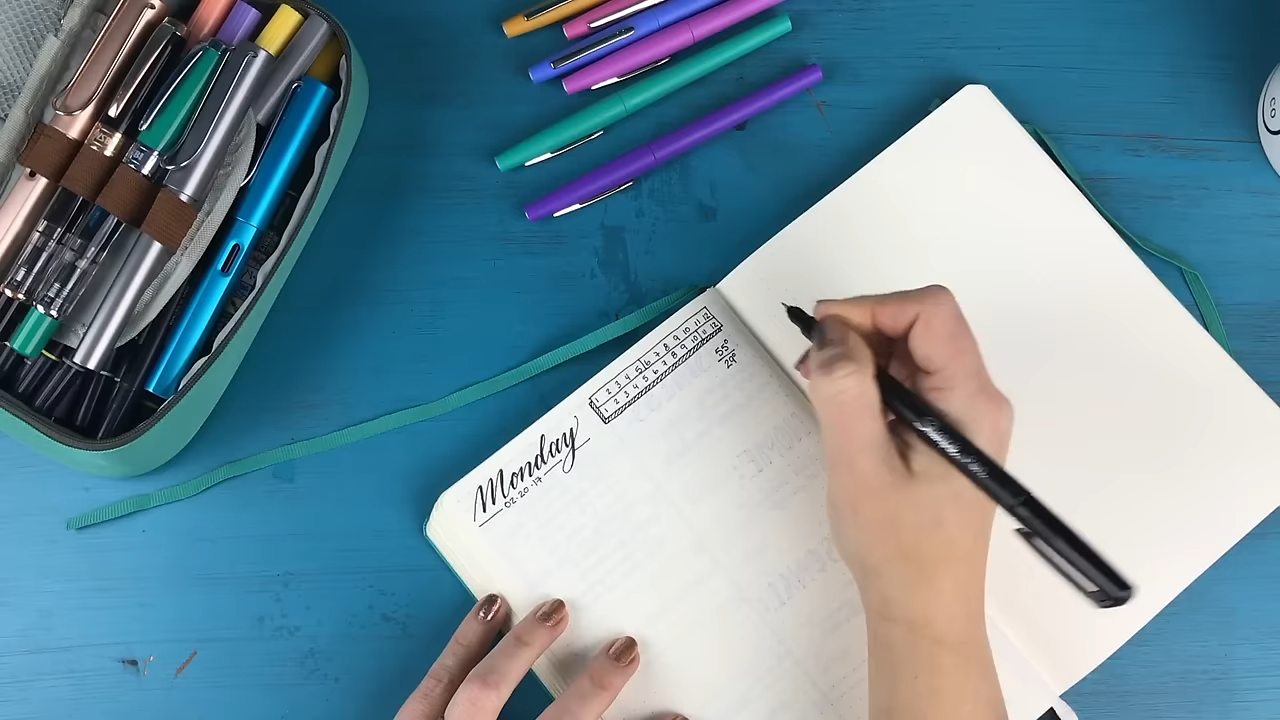 Monday
02·20·17
1 2 3 4 5 6 7 8 9 10 11 12
1 2 3 4 5 6 7 8 9 10 11 12
55°
29°